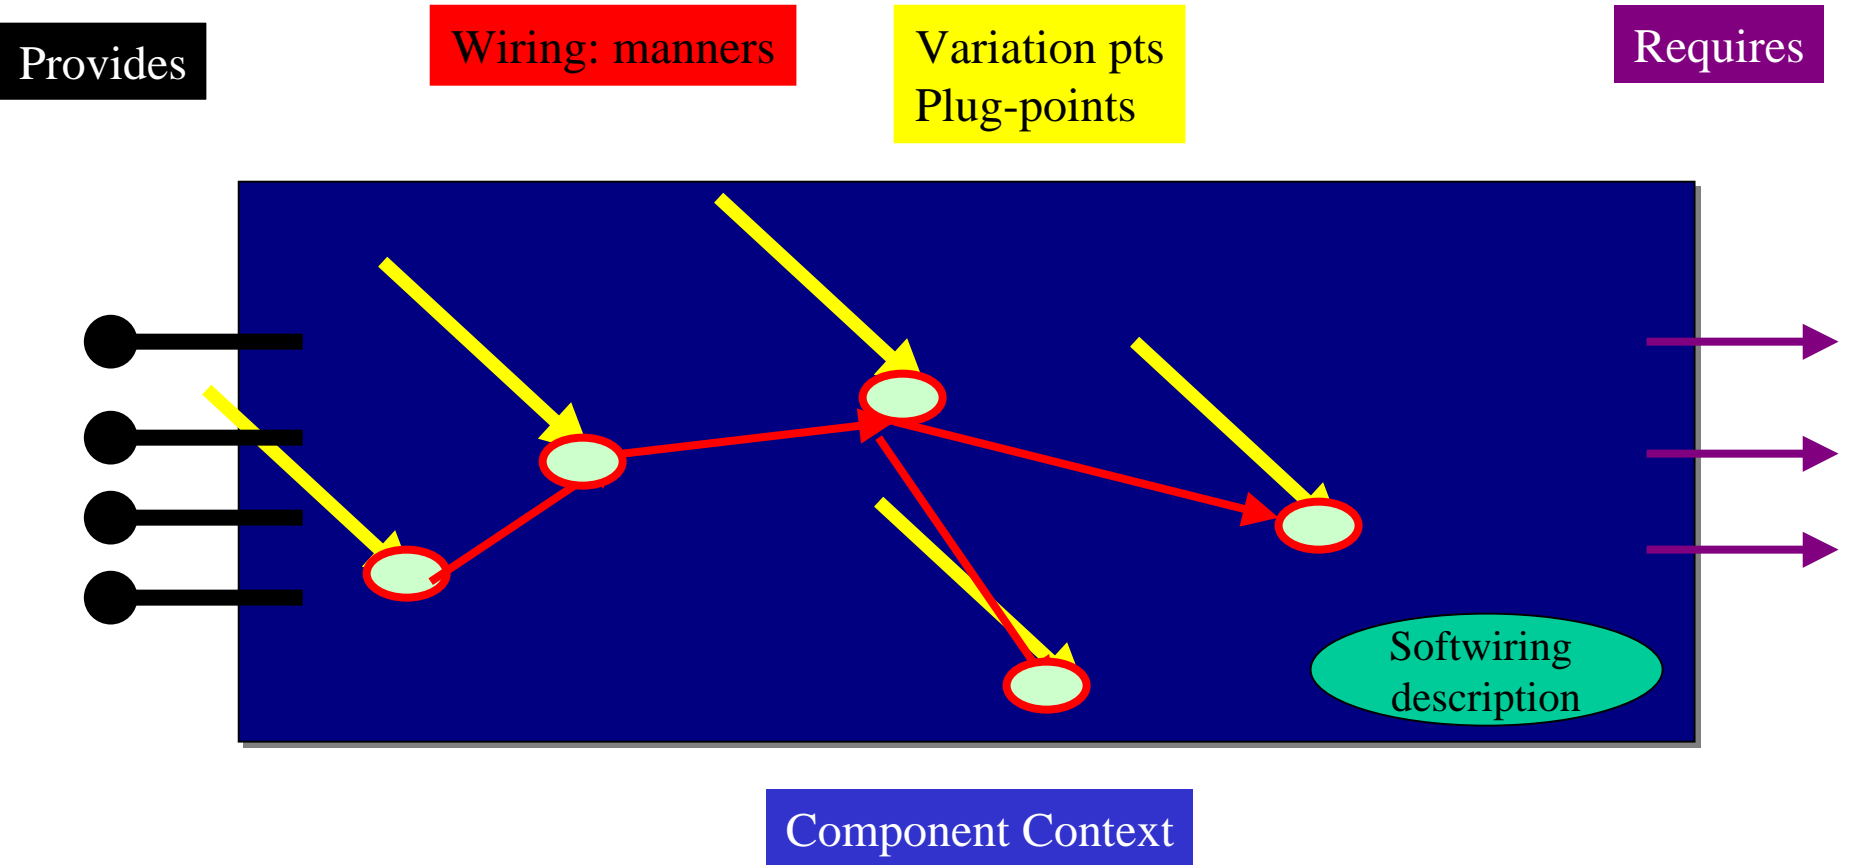 Provides
Wiring: manners
Variation pts
Plug-points
Requires
Softwiring
description
Component Context